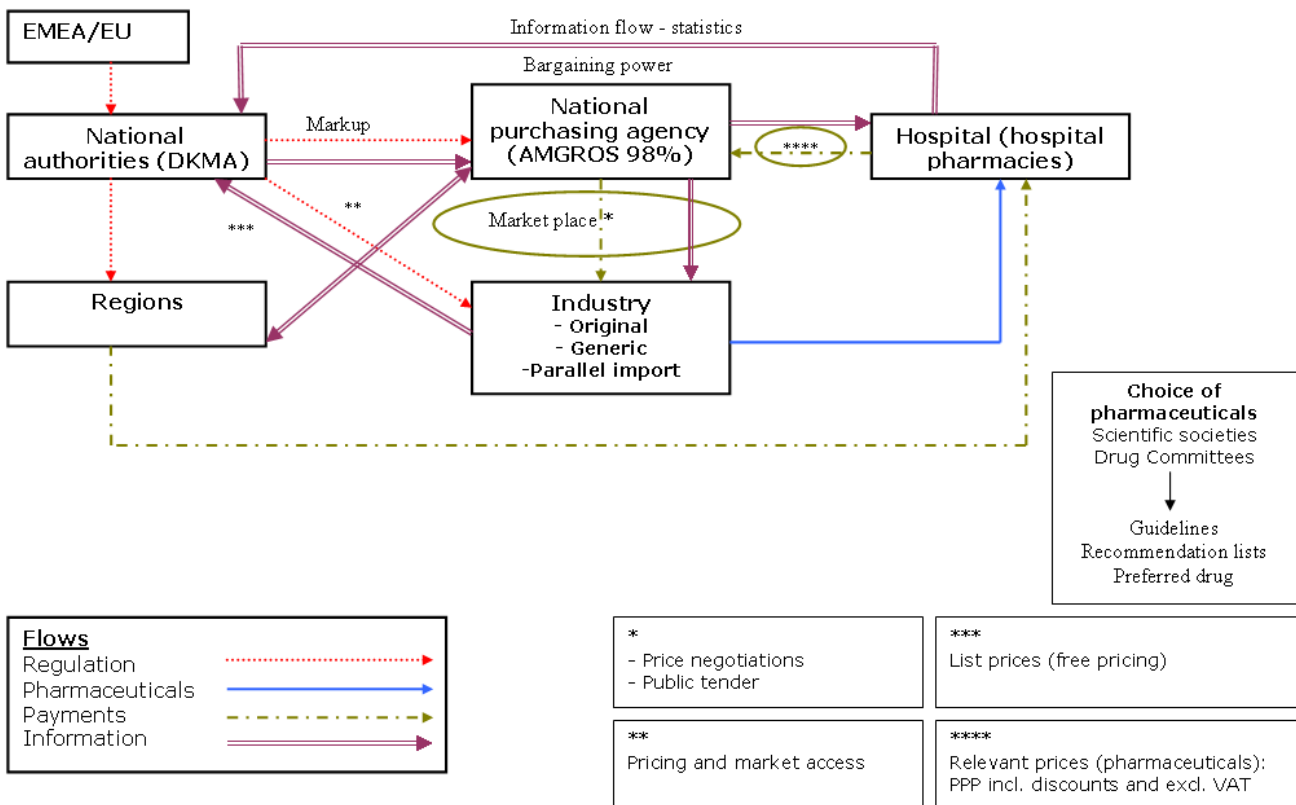 EMEA/EU
Information flow - statistics
Bargaining power
National
authorities (DKMA)
Markup
National
purchasing agency
(AMGROS 98%)
****
Hospital (hospital
pharmacies)
**
***
Market place *
Regions
Industry
- Original
- Generic
-Parallel import
Choice of
pharmaceuticals
Scientific societies
Drug Committees
Guidelines
Recommendation lists
Preferred drug
Flows
Regulation
Pharmaceuticals
Payments
Information
*
- Price negotiations
- Public tender
***
List prices (free pricing)
**
Pricing and market access
****
Relevant prices (pharmaceuticals):
PPP incl. discounts and excl. VAT